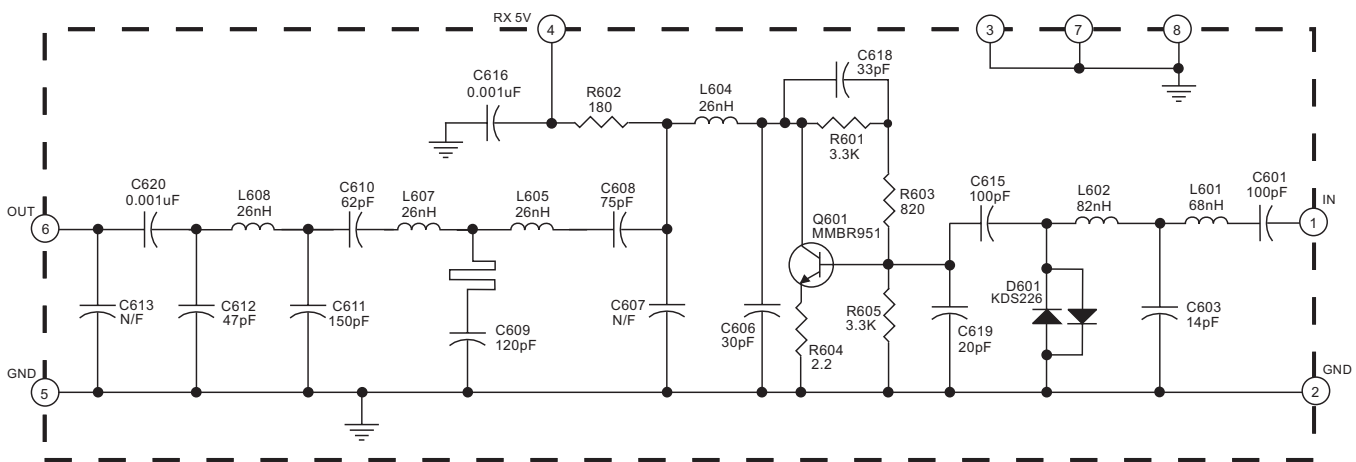 RX 5V
4
3
7
8
C618
33pF
C616
0.001uF
R602
180
L604
26nH
R601
3.3K
C620
0.001uF
L608
26nH
C610
62pF
L607
26nH
L605
26nH
C608
75pF
R603
820
C615
100pF
L602
82nH
L601
68nH
C601
100pF
OUT
6
IN
1
Q601
MMBR951
C613
N/F
C612
47pF
C611
150pF
C609
120pF
C607
N/F
C606
30pF
R604
2.2
R605
3.3K
C619
20pF
D601
KDS226
C603
14pF
GND
5
GND
2